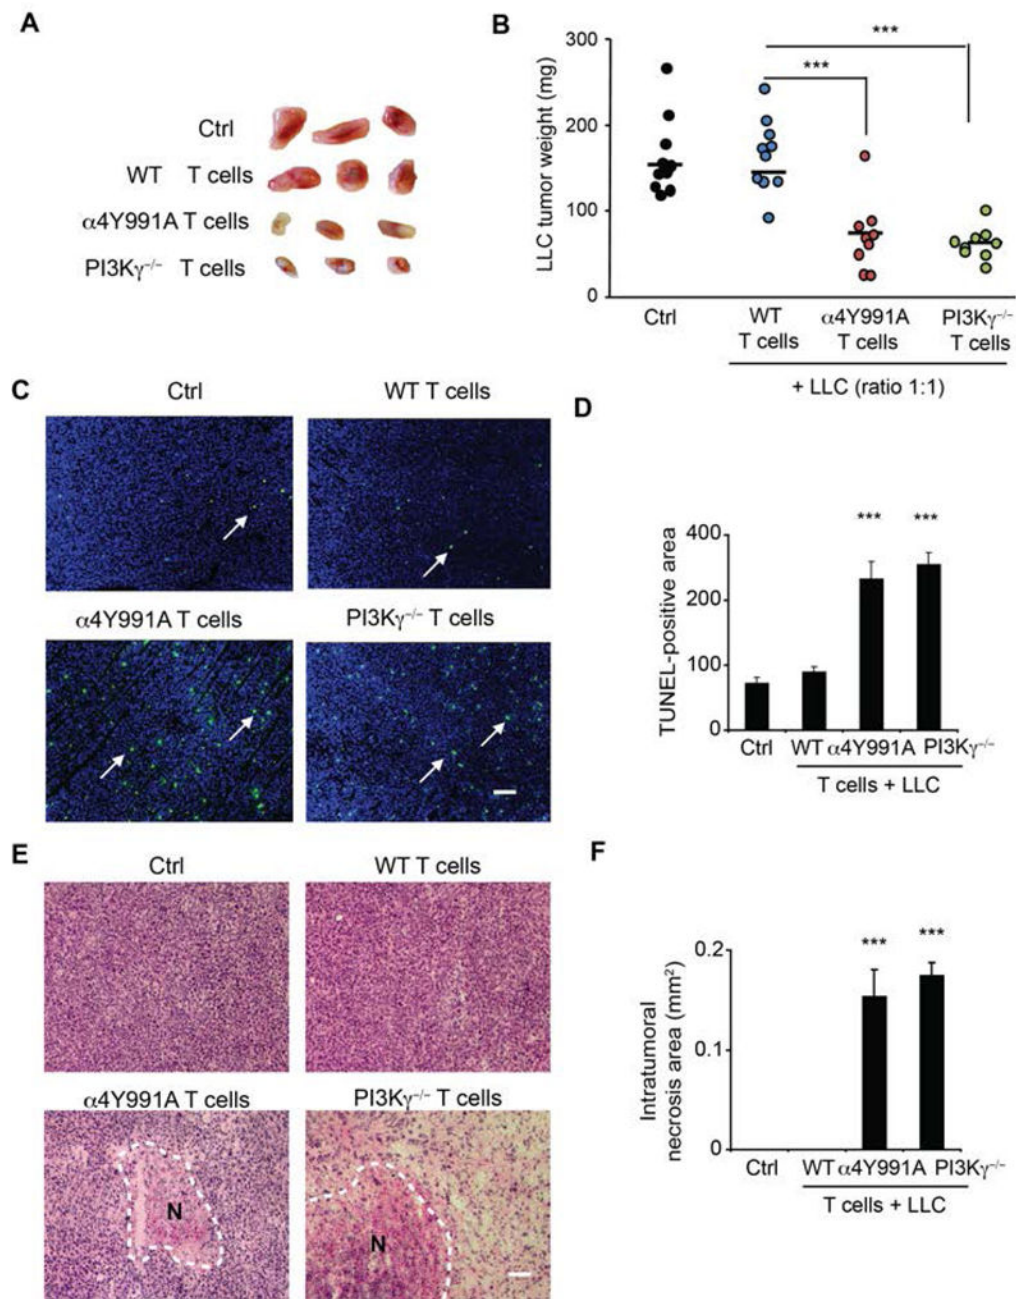 A
Ctrl
WT T cells
α4Y991A T cells
PI3Kγ⁻/⁻ T cells
B
LLC tumor weight (mg)
300
200
100
0
***
***
Ctrl
WT T cells
α4Y991A T cells
PI3Kγ⁻/⁻ T cells
+ LLC (ratio 1:1)
C
Ctrl
WT T cells
α4Y991A T cells
PI3Kγ⁻/⁻ T cells
D
TUNEL-positive area
400
200
100
0
***
***
Ctrl
WT α4Y991A PI3Kγ⁻/⁻
T cells + LLC
E
Ctrl
WT T cells
α4Y991A T cells
PI3Kγ⁻/⁻ T cells
N
N
F
Intratumoral
necrosis area (mm²)
0.2
0.1
0
***
***
Ctrl
WT α4Y991A PI3Kγ⁻/⁻
T cells + LLC